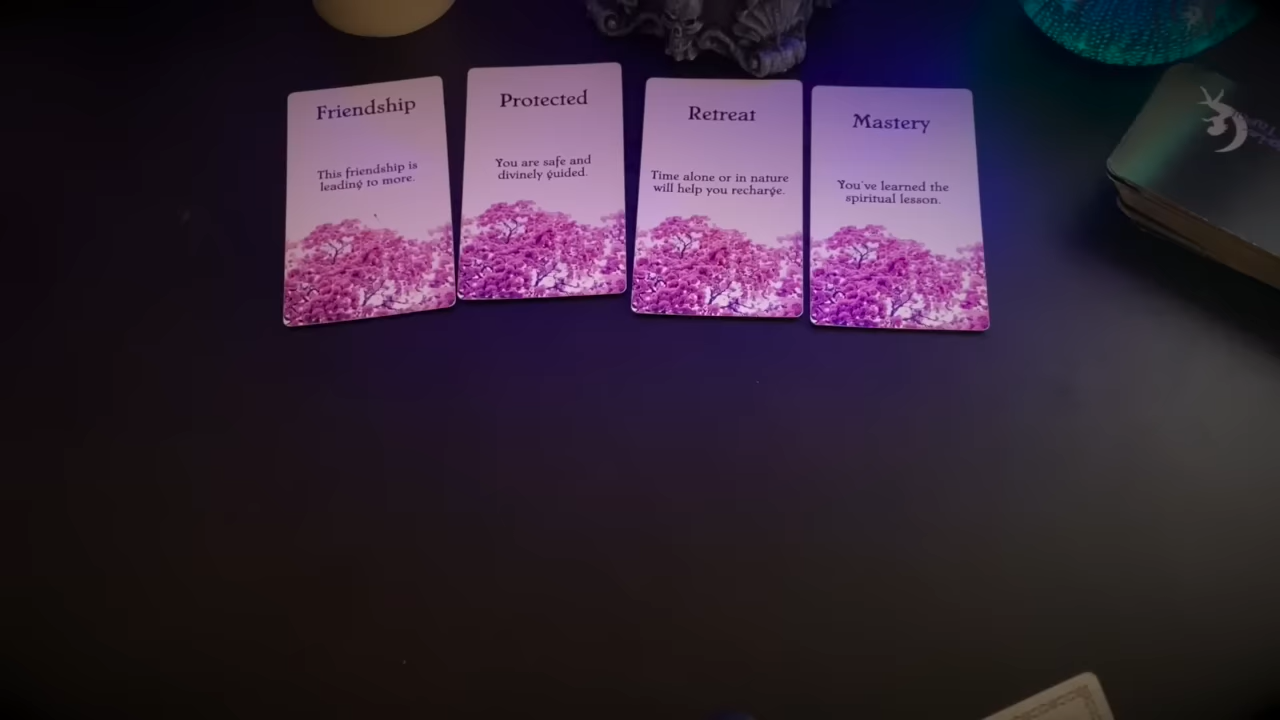 Friendship
This friendship is
leading to more.
Protected
You are safe and
divinely guided.
Retreat
Time alone or in nature
will help you recharge.
Mastery
You've learned the
spiritual lesson.